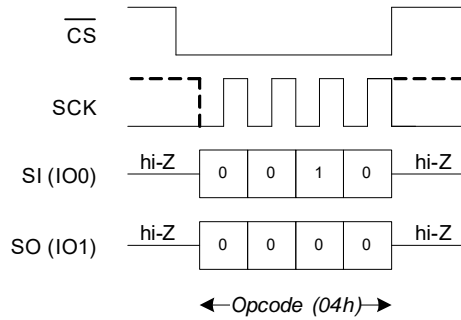 CS
SCK
hi-Z 0 0 1 0 hi-Z
SI (IO0)
hi-Z 0 0 0 0 hi-Z
SO (IO1)
Opcode (04h)